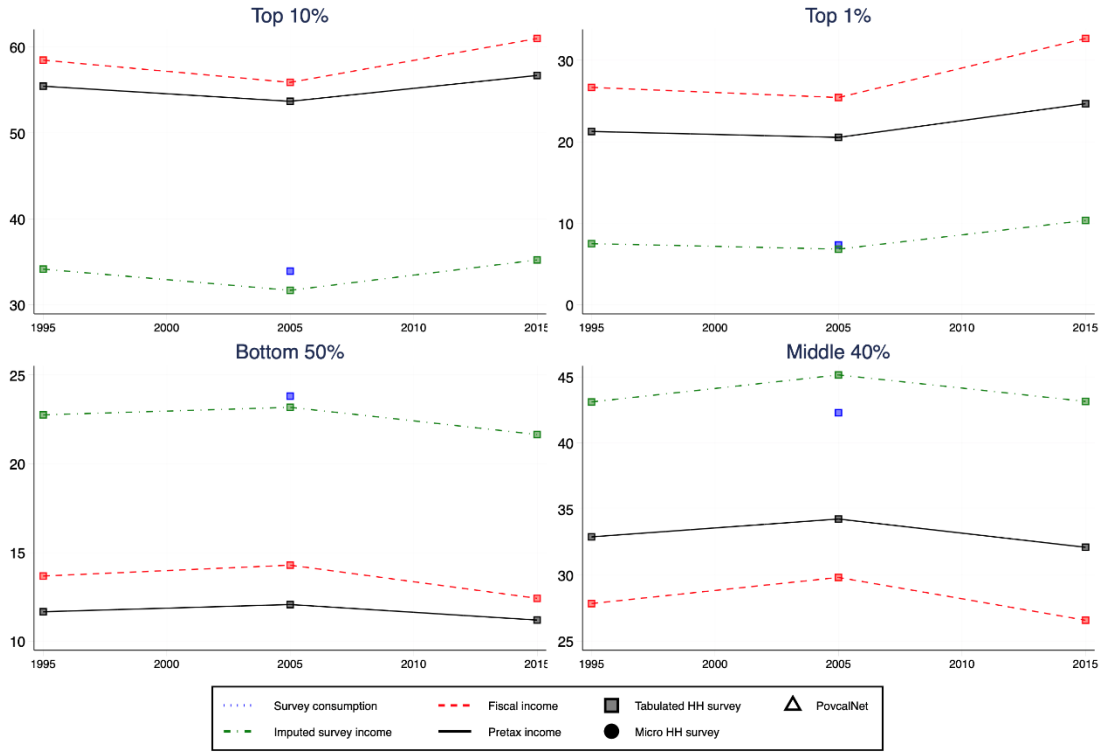 Top 10%
Top 1%
60
50
40
30
1995 2000 2005 2010 2015
30
20
10
0
1995 2000 2005 2010 2015
Bottom 50%
Middle 40%
25
20
15
10
1995 2000 2005 2010 2015
45
40
35
30
25
1995 2000 2005 2010 2015
Survey consumption Fiscal income Tabulated HH survey PovcalNet
Imputed survey income Pretax income Micro HH survey